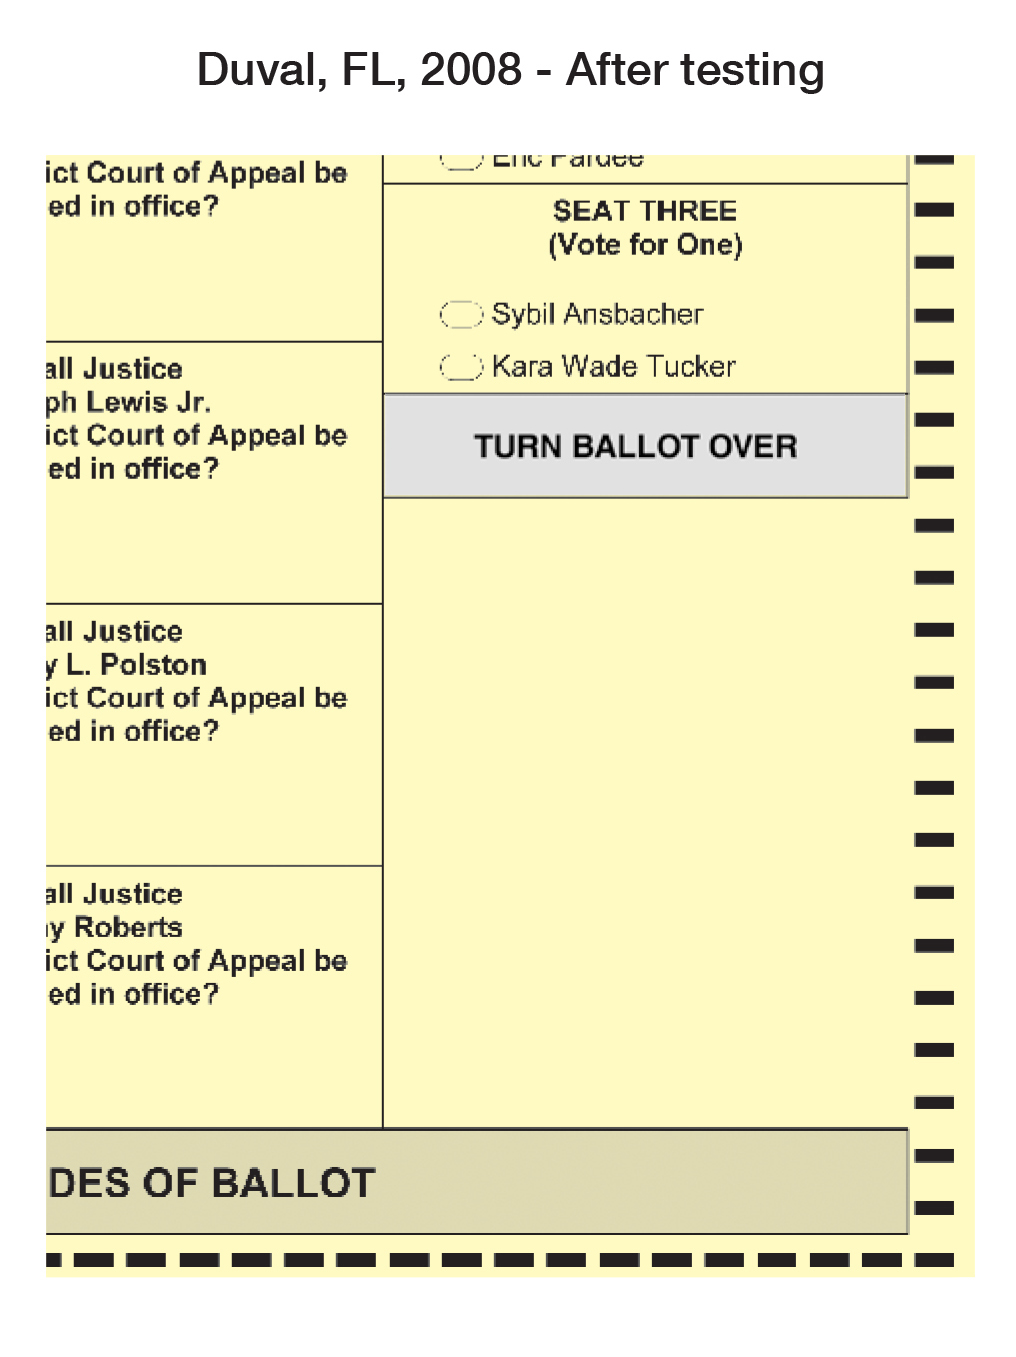 Duval, FL, 2008 - After testing
ict Court of Appeal be
ed in office?
all Justice
ph Lewis Jr.
ict Court of Appeal be
ed in office?
all Justice
y L. Polston
ict Court of Appeal be
ed in office?
all Justice
ay Roberts
ict Court of Appeal be
ed in office?
Eric Pardee
SEAT THREE
(Vote for One)
Sybil Ansbacher
Kara Wade Tucker
TURN BALLOT OVER
DES OF BALLOT